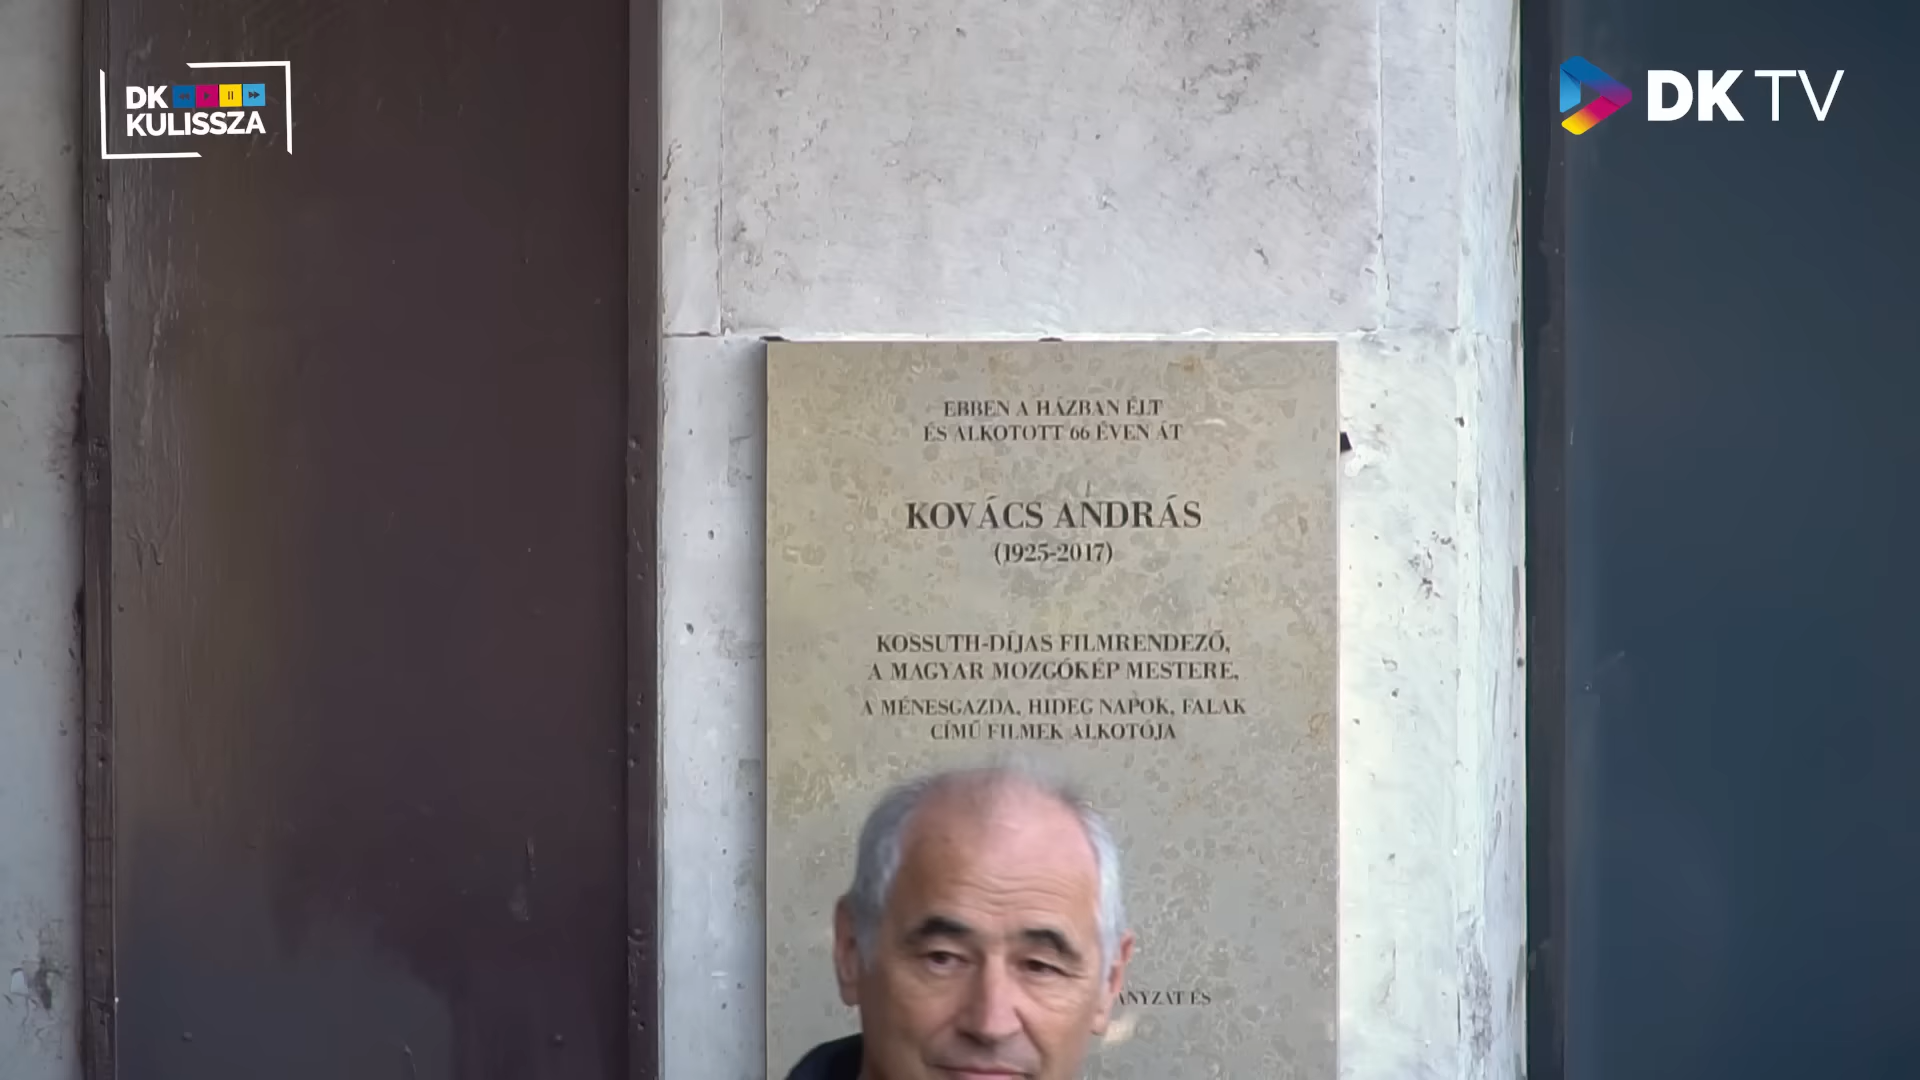 DK
KULISSZA
DK TV
EBBEN A HÁZBAN ÉLT
ÉS ALKOTOTT 66 ÉVEN ÁT
KOVÁCS ANDRÁS
(1925-2017)
KOSSUTH-DÍJAS FILMRENDEZŐ,
A MAGYAR MOZGÓKÉP MESTERE,
A MÉNESGAZDA, HIDEG NAPOK, FALAK
CÍMŰ FILMEK ALKOTÓJA
ÉS